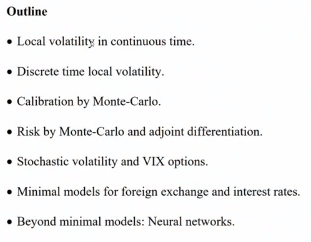 Outline
• Local volatility in continuous time.
• Discrete time local volatility.
• Calibration by Monte-Carlo.
• Risk by Monte-Carlo and adjoint differentiation.
• Stochastic volatility and VIX options.
• Minimal models for foreign exchange and interest rates.
• Beyond minimal models: Neural networks.